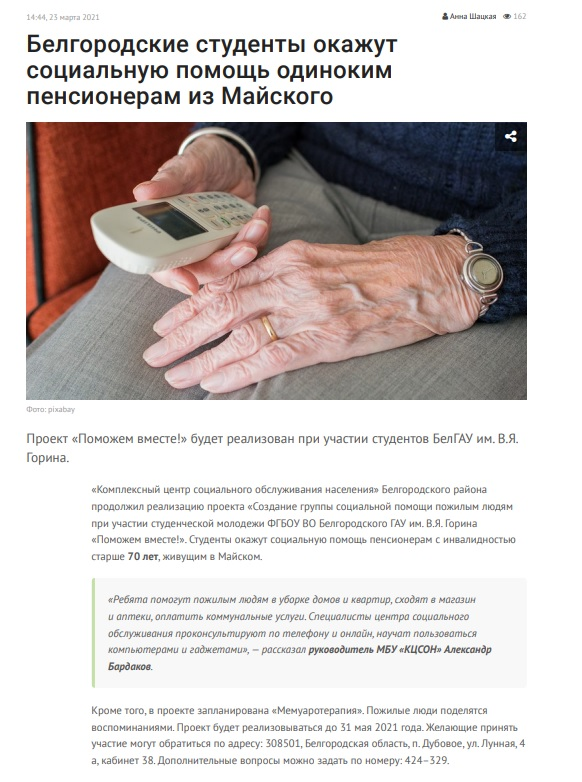 14:44, 23 марта 2021
Анна Шацкая 162
Белгородские студенты окажут
социальную помощь одиноким
пенсионерам из Майского
Фото: pixabay
Проект «Поможем вместе!» будет реализован при участии студентов БелГАУ им. В.Я.
Горина.
«Комплексный центр социального обслуживания населения» Белгородского района
продолжил реализацию проекта «Создание группы социальной помощи пожилым людям
при участии студенческой молодежи ФГБОУ ВО Белгородского ГАУ им. В.Я. Горина
«Поможем вместе!». Студенты окажут социальную помощь пенсионерам с инвалидностью
старше 70 лет, живущим в Майском.
«Ребята помогут пожилым людям в уборке домов и квартир, сходят в магазин
и аптеки, оплатить коммунальные услуги. Специалисты центра социального
обслуживания проконсультируют по телефону и онлайн, научат пользоваться
компьютерами и гаджетами», — рассказал руководитель МБУ «КЦСОН» Александр
Бардаков.
Кроме того, в проекте запланирована «Мемуаротерапия». Пожилые люди поделятся
воспоминаниями. Проект будет реализовываться до 31 мая 2021 года. Желающие принять
участие могут обратиться по адресу: 308501, Белгородская область, п. Дубовое, ул. Лунная, 4
а, кабинет 38. Дополнительные вопросы можно задать по номеру: 424–329.